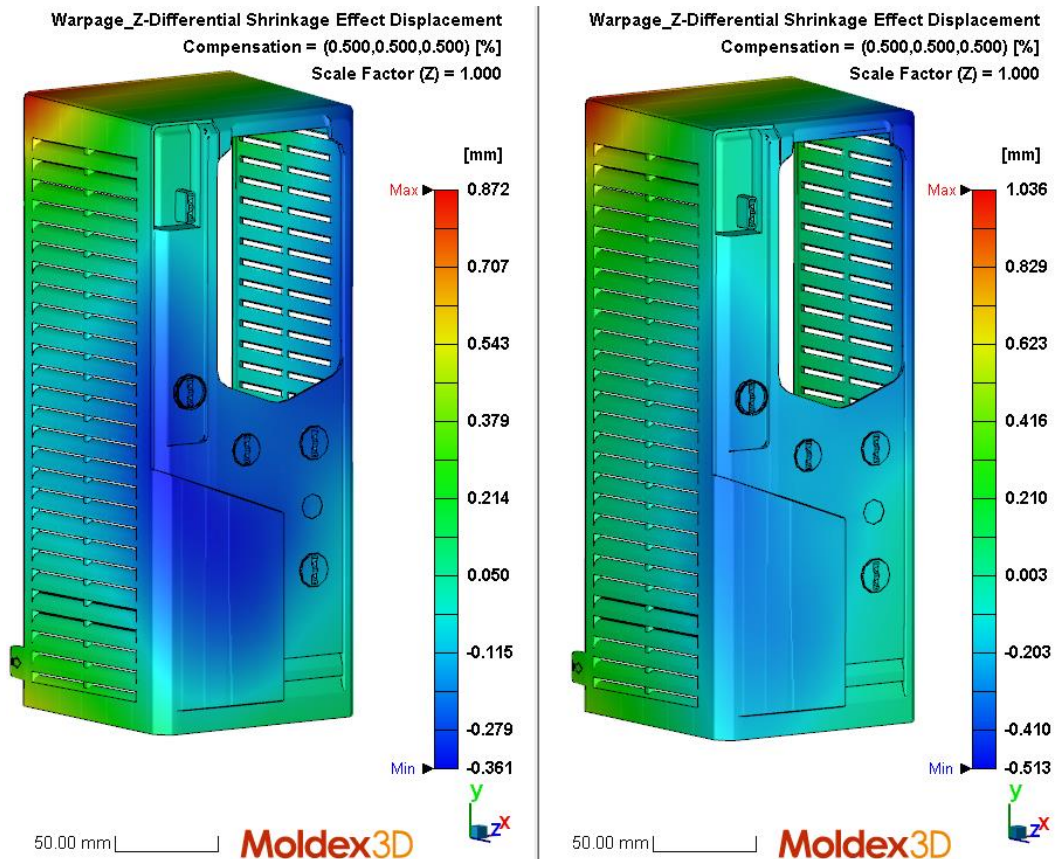 Warpage_Z-Differential Shrinkage Effect Displacement
Compensation = (0.500,0.500,0.500) [%]
Scale Factor (Z) = 1.000
[mm]
Max 0.872
0.707
0.543
0.379
0.214
0.050
-0.115
-0.279
Min -0.361
y
z x
50.00 mm
Moldex3D
Warpage_Z-Differential Shrinkage Effect Displacement
Compensation = (0.500,0.500,0.500) [%]
Scale Factor (Z) = 1.000
[mm]
Max 1.036
0.829
0.623
0.416
0.210
0.003
-0.203
-0.410
Min -0.513
y
z x
50.00 mm
Moldex3D